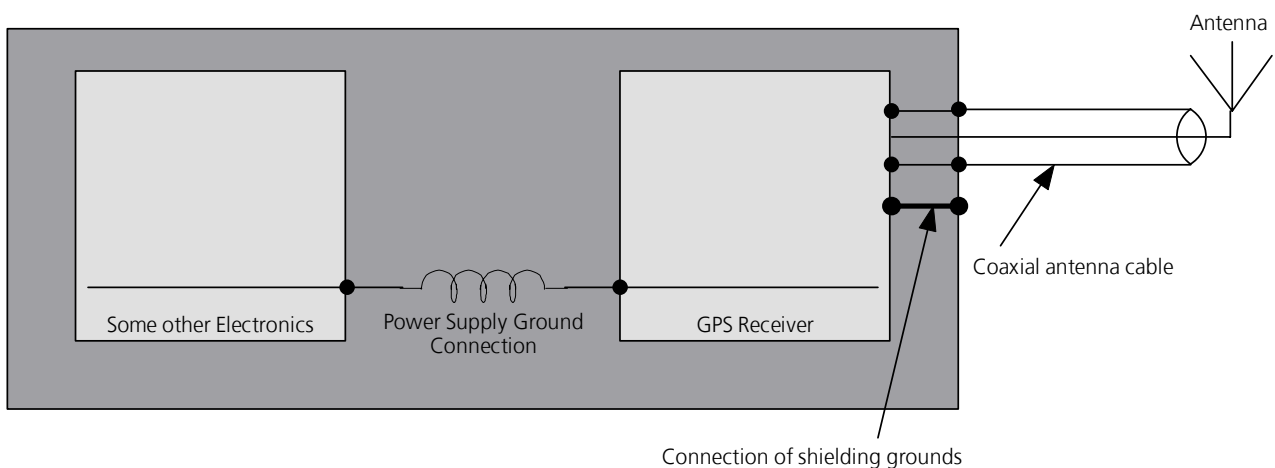 Antenna
Coaxial antenna cable
Some other Electronics
Power Supply Ground
Connection
GPS Receiver
Connection of shielding grounds